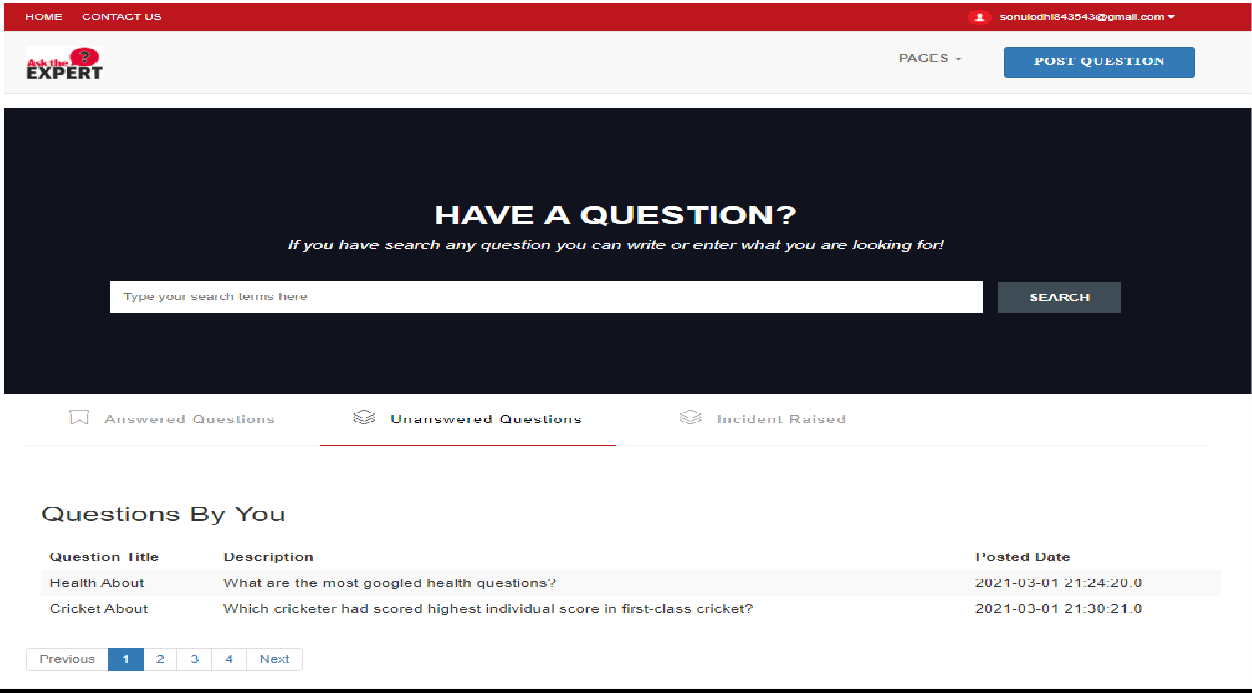 HOME CONTACT US sonulodhi843543@gmail.com
Ask the ?
EXPERT
PAGES POST QUESTION
HAVE A QUESTION?
If you have search any question you can write or enter what you are looking for!
Type your search terms here SEARCH
Answered Questions Unanswered Questions Incident Raised
Questions By You
Question Title Description Posted Date
Health About What are the most googled health questions? 2021-03-01 21:24:20.0
Cricket About Which cricketer had scored highest individual score in first-class cricket? 2021-03-01 21:30:21.0
Previous 1 2 3 4 Next